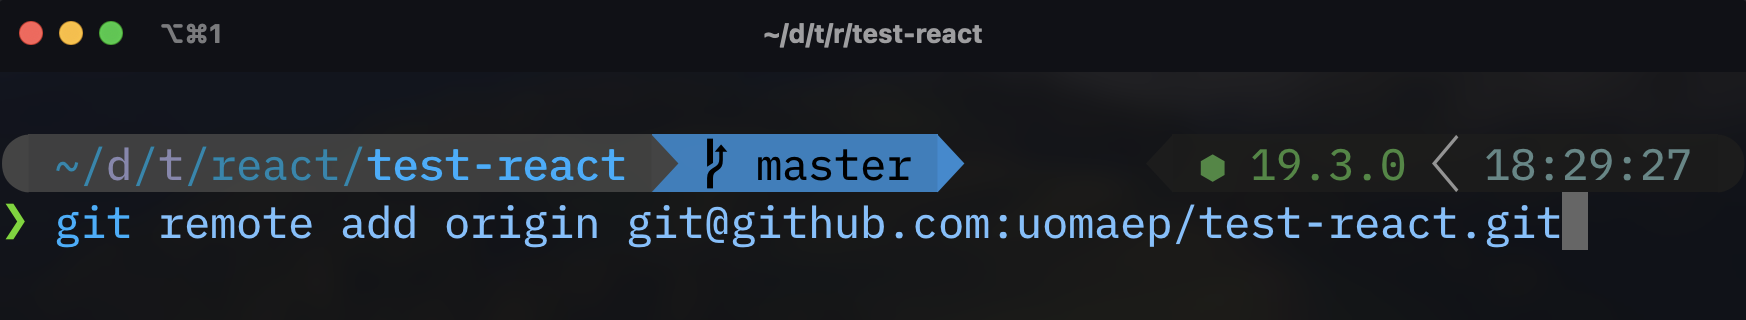 ⌥⌘1 ~/d/t/r/test-react
~/d/t/react/test-react master 19.3.0 18:29:27
❯ git remote add origin git@github.com:uomaep/test-react.git